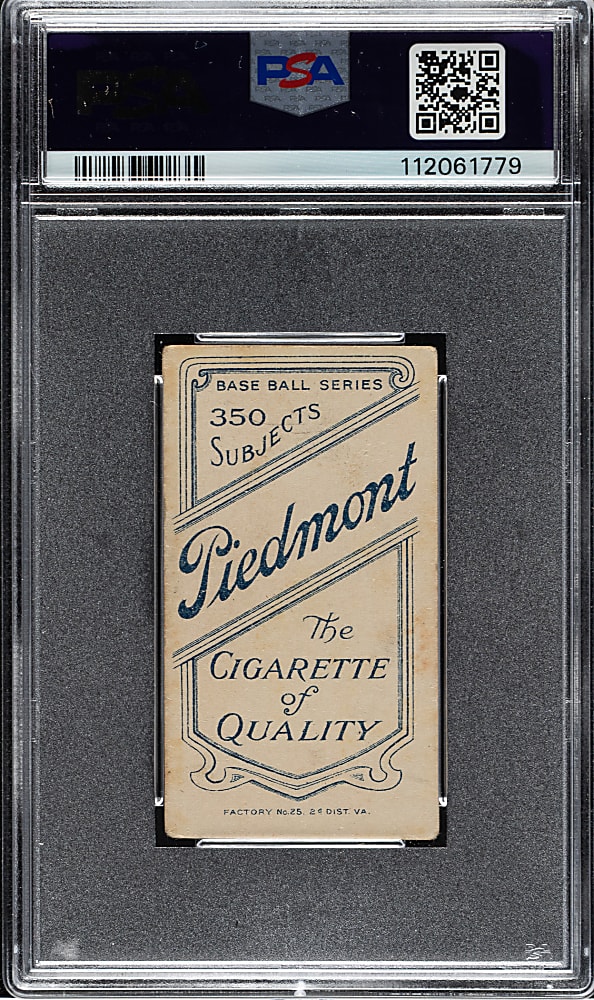 PSA
112061779
BASE BALL SERIES
350
SUBJECTS
Piedmont
The
CIGARETTE
of
QUALITY
FACTORY No. 25. 2d DIST. VA.